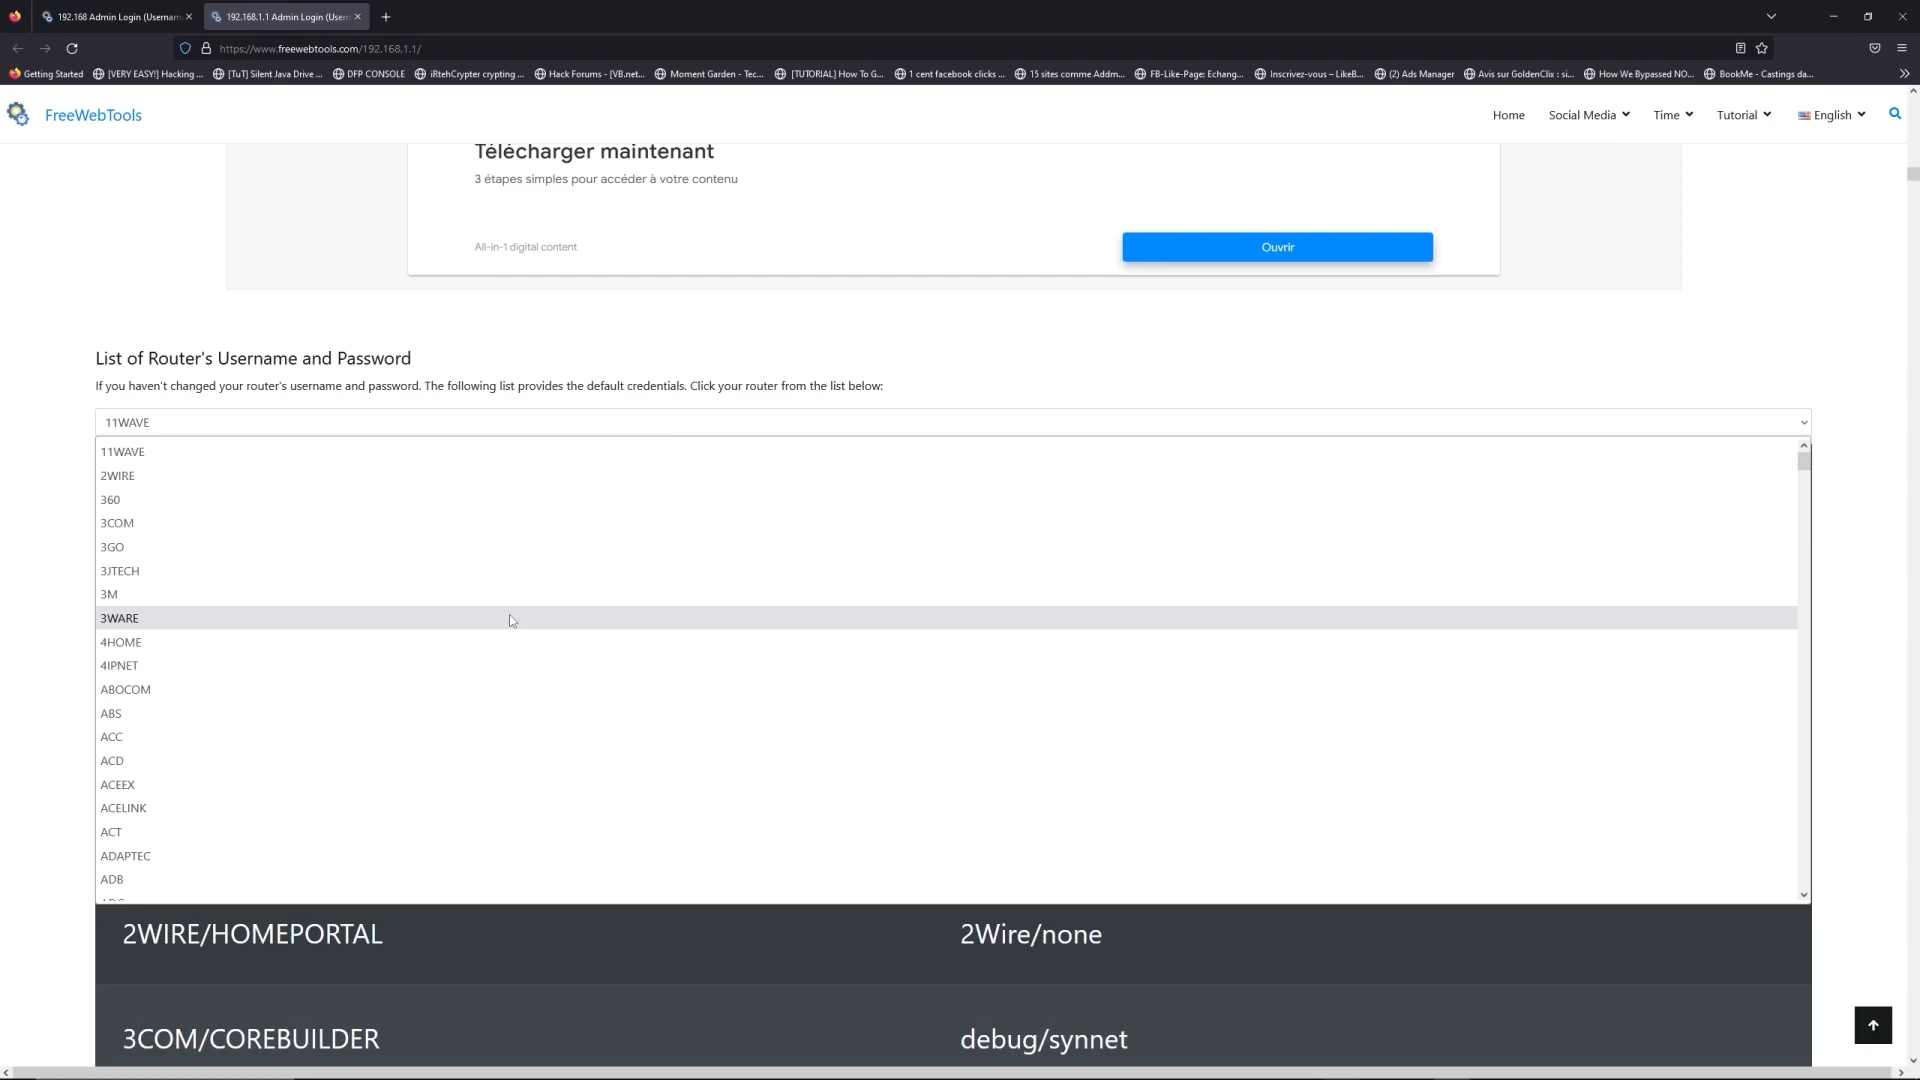 192.168 Admin Login (Usernam
192.168.1.1 Admin Login (Usern
https://www.freewebtools.com/192.168.1.1/
Getting Started
[VERY EASY!] Hacking ...
[TuT] Silent Java Drive ...
DFP CONSOLE
iRtehCrypter crypting ...
Hack Forums - [VB.net...
Moment Garden - Tec...
[TUTORIAL] How To G...
1 cent facebook clicks ...
15 sites comme Addm...
FB-Like-Page: Echang...
Inscrivez-vous – LikeB...
(2) Ads Manager
Avis sur GoldenClix : si...
How We Bypassed NO...
BookMe - Castings da...
FreeWebTools
Home
Social Media
Time
Tutorial
English
Télécharger maintenant
3 étapes simples pour accéder à votre contenu
All-in-1 digital content
Ouvrir
List of Router's Username and Password
If you haven't changed your router's username and password. The following list provides the default credentials. Click your router from the list below:
11WAVE
11WAVE
2WIRE
360
3COM
3GO
3JTECH
3M
3WARE
4HOME
4IPNET
ABOCOM
ABS
ACC
ACD
ACEEX
ACELINK
ACT
ADAPTEC
ADB
2WIRE/HOMEPORTAL
2Wire/none
3COM/COREBUILDER
debug/synnet